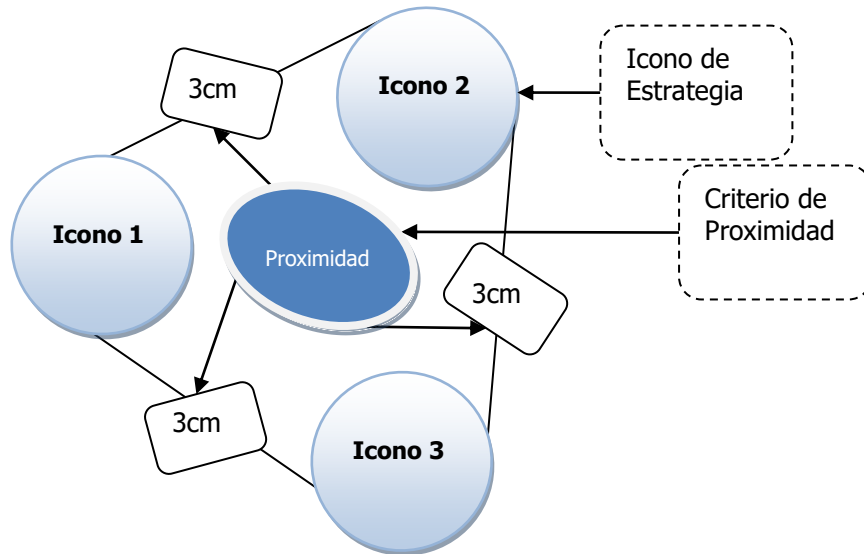 3cm
Icono 2
Icono de
Estrategia
Criterio de
Proximidad
Icono 1
Proximidad
3cm
3cm
Icono 3